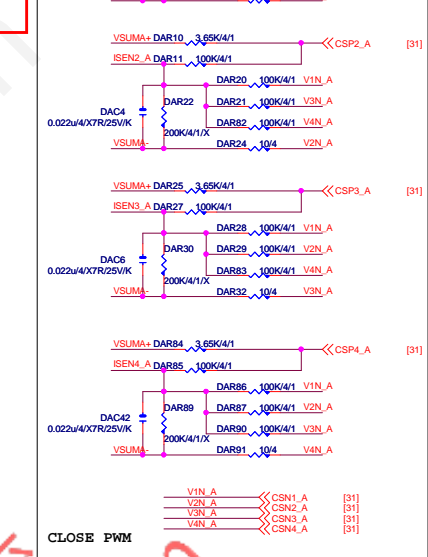 VSUMA+ DAR10 3.65K/4/1 CSP2_A [31]
ISEN2_A DAR11 100K/4/1
DAR20 100K/4/1 V1N_A
DAR22 DAR21 100K/4/1 V3N_A
DAC4
0.022u/4/X7R/25V/K DAR82 100K/4/1 V4N_A
200K/4/1/X
VSUMA- DAR24 10/4 V2N_A
VSUMA+ DAR25 3.65K/4/1 CSP3_A [31]
ISEN3_A DAR27 100K/4/1
DAR28 100K/4/1 V1N_A
DAR30 DAR29 100K/4/1 V2N_A
DAC6
0.022u/4/X7R/25V/K DAR83 100K/4/1 V4N_A
200K/4/1/X
VSUMA- DAR32 10/4 V3N_A
VSUMA+ DAR84 3.65K/4/1 CSP4_A [31]
ISEN4_A DAR85 100K/4/1
DAR86 100K/4/1 V1N_A
DAR89 DAR87 100K/4/1 V2N_A
DAC42
0.022u/4/X7R/25V/K DAR90 100K/4/1 V3N_A
200K/4/1/X
VSUMA- DAR91 10/4 V4N_A
V1N_A CSN1_A [31]
V2N_A CSN2_A [31]
V3N_A CSN3_A [31]
V4N_A CSN4_A [31]
CLOSE PWM